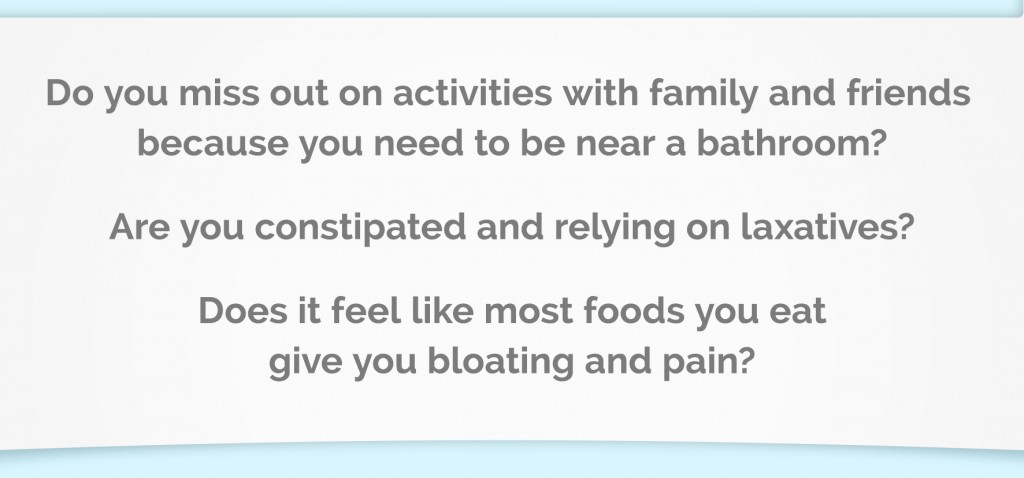 Do you miss out on activities with family and friends
because you need to be near a bathroom?
Are you constipated and relying on laxatives?
Does it feel like most foods you eat
give you bloating and pain?